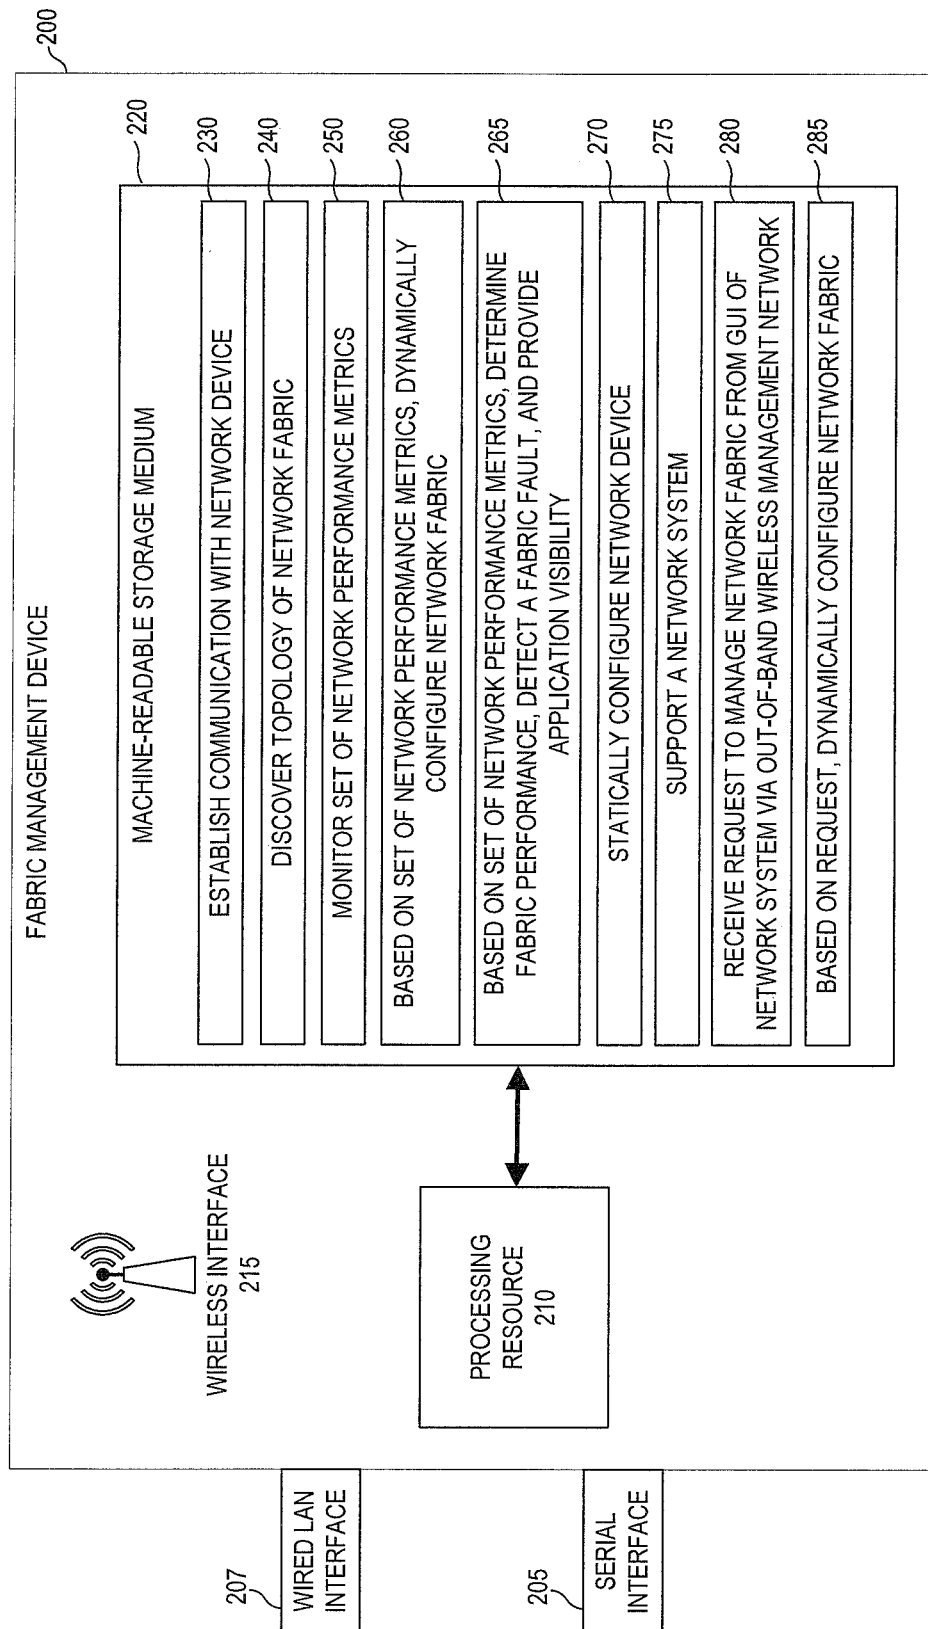 FABRIC MANAGEMENT DEVICE
200
WIRELESS INTERFACE
215
207
WIRED LAN
INTERFACE
205
SERIAL
INTERFACE
PROCESSING
RESOURCE
210
MACHINE-READABLE STORAGE MEDIUM
220
ESTABLISH COMMUNICATION WITH NETWORK DEVICE
230
DISCOVER TOPOLOGY OF NETWORK FABRIC
240
MONITOR SET OF NETWORK PERFORMANCE METRICS
250
BASED ON SET OF NETWORK PERFORMANCE METRICS, DYNAMICALLY
CONFIGURE NETWORK FABRIC
260
BASED ON SET OF NETWORK PERFORMANCE METRICS, DETERMINE
FABRIC PERFORMANCE, DETECT A FABRIC FAULT, AND PROVIDE
APPLICATION VISIBILITY
265
STATICALLY CONFIGURE NETWORK DEVICE
270
SUPPORT A NETWORK SYSTEM
275
RECEIVE REQUEST TO MANAGE NETWORK FABRIC FROM GUI OF
NETWORK SYSTEM VIA OUT-OF-BAND WIRELESS MANAGEMENT NETWORK
280
BASED ON REQUEST, DYNAMICALLY CONFIGURE NETWORK FABRIC
285